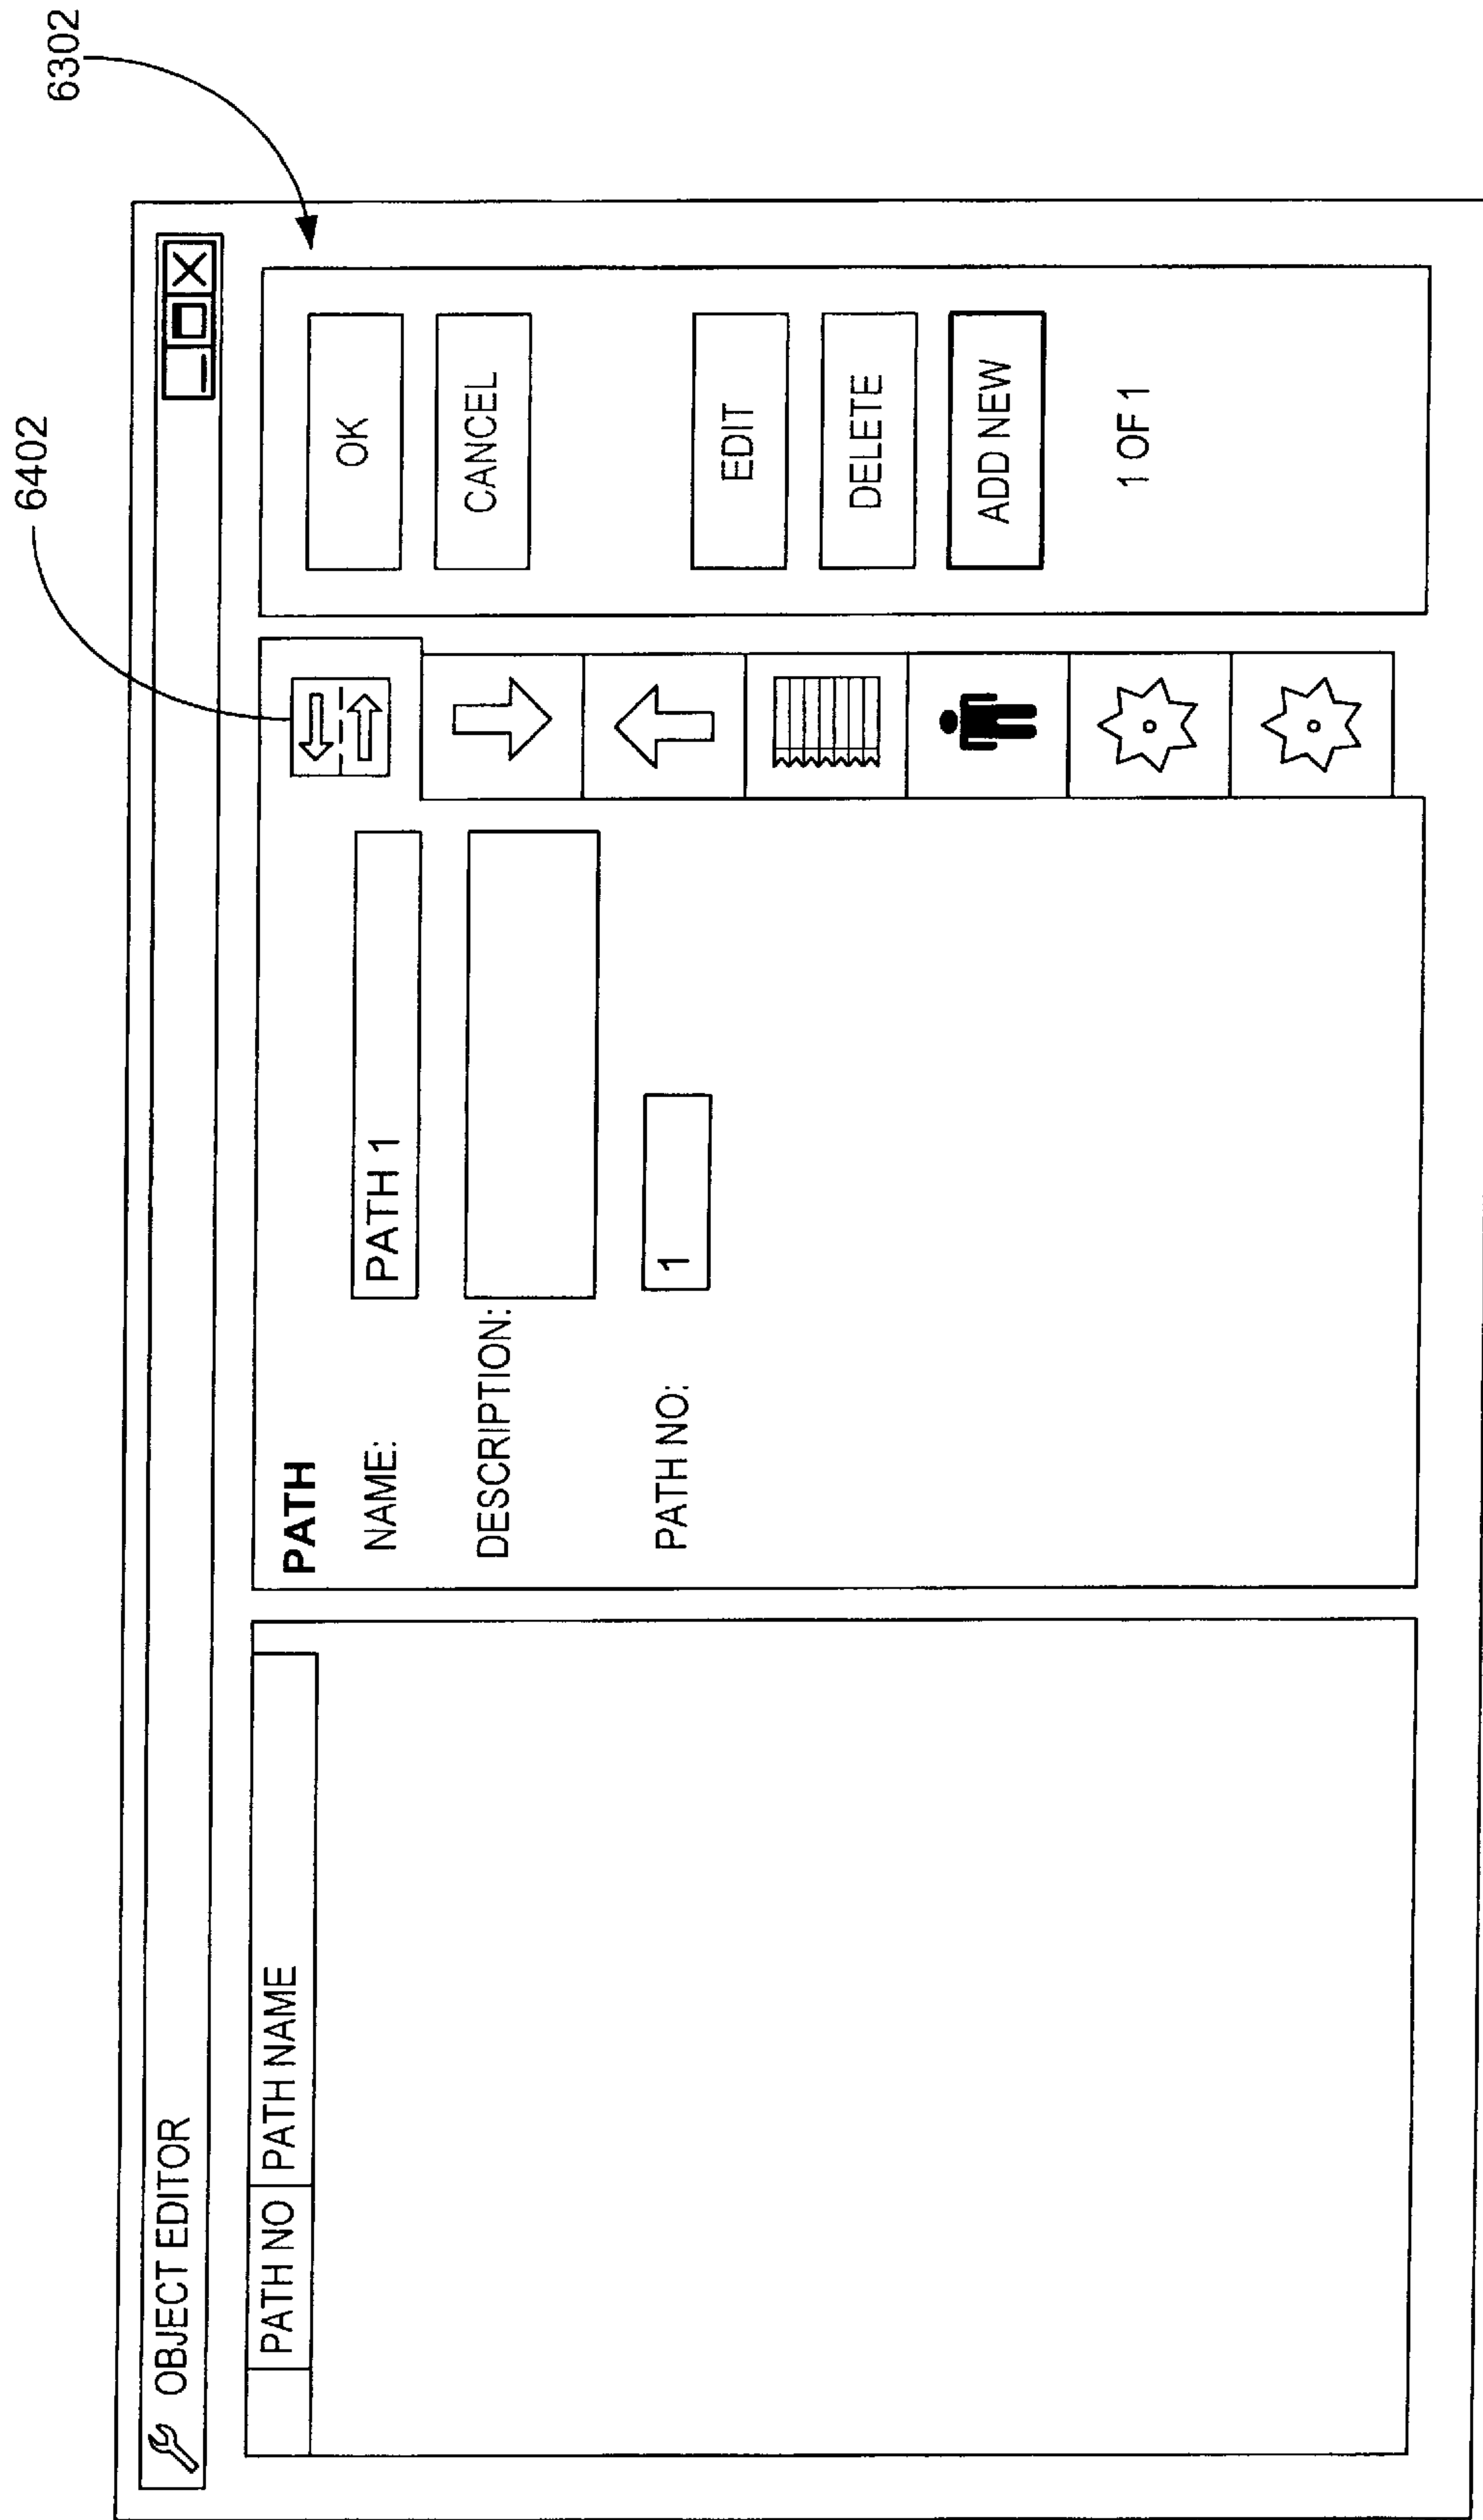 6302
6402
OBJECT EDITOR
PATH NO PATH NAME
PATH
NAME: PATH 1
DESCRIPTION:
PATH NO: 1
OK
CANCEL
EDIT
DELETE
ADD NEW
1 OF 1